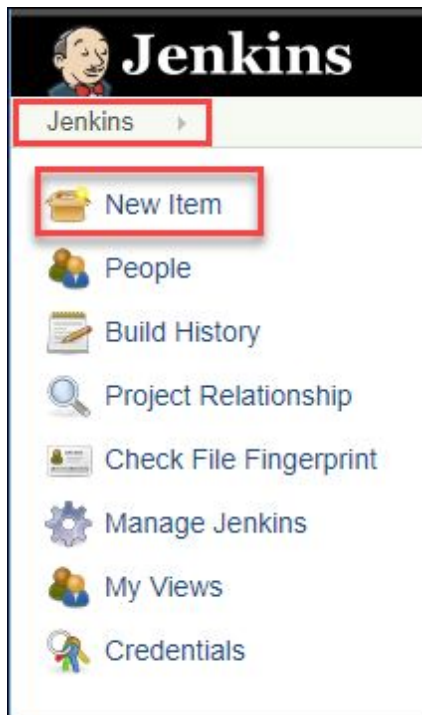 Jenkins
Jenkins
New Item
People
Build History
Project Relationship
Check File Fingerprint
Manage Jenkins
My Views
Credentials